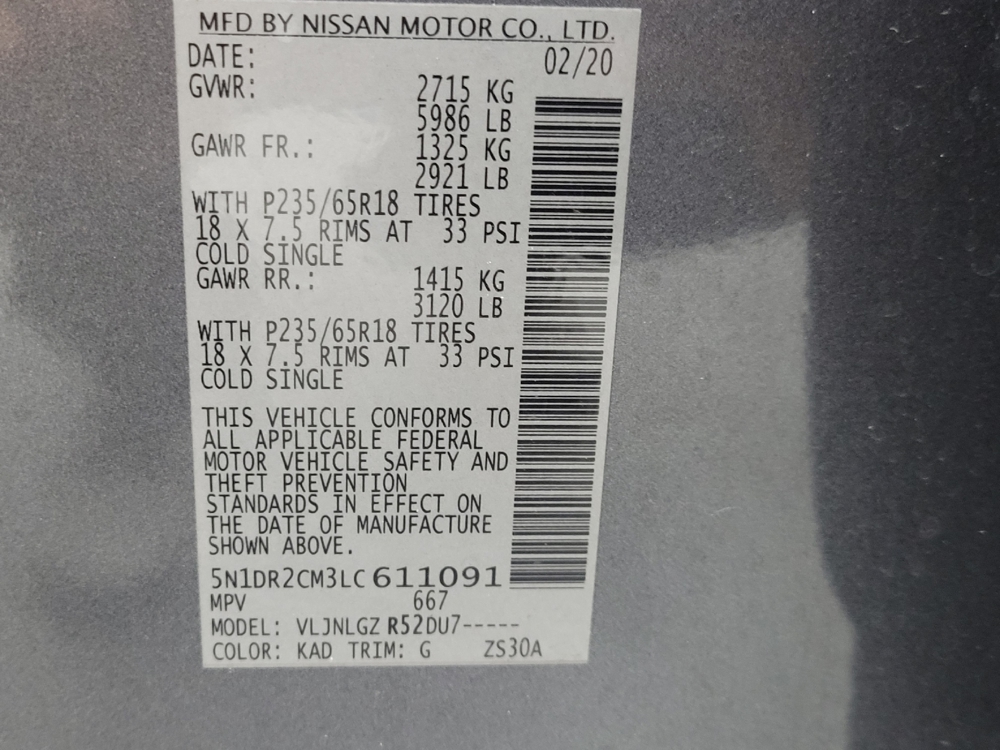 MFD BY NISSAN MOTOR CO., LTD.
DATE: 02/20
GVWR: 2715 KG
5986 LB
GAWR FR.: 1325 KG
2921 LB
WITH P235/65R18 TIRES
18 X 7.5 RIMS AT 33 PSI
COLD SINGLE
GAWR RR.: 1415 KG
3120 LB
WITH P235/65R18 TIRES
18 X 7.5 RIMS AT 33 PSI
COLD SINGLE
THIS VEHICLE CONFORMS TO
ALL APPLICABLE FEDERAL
MOTOR VEHICLE SAFETY AND
THEFT PREVENTION
STANDARDS IN EFFECT ON
THE DATE OF MANUFACTURE
SHOWN ABOVE.
5N1DR2CM3LC611091
MPV 667
MODEL: VLJNLGZ R52DU7-----
COLOR: KAD TRIM: G ZS30A